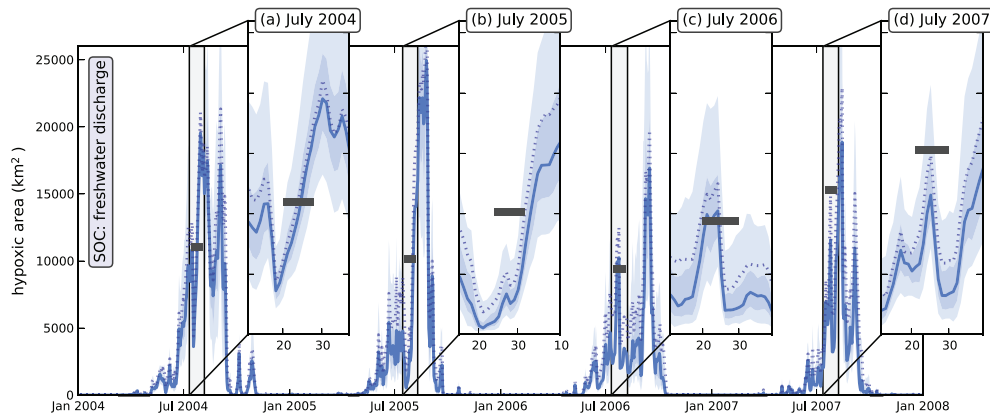 (a) July 2004
(b) July 2005
(c) July 2006
(d) July 2007
hypoxic area (km²)
SOC: freshwater discharge
25000
20000
15000
10000
5000
0
20 30
20 30 10
20 30
20 30
Jan 2004 Jul 2004 Jan 2005 Jul 2005 Jan 2006 Jul 2006 Jan 2007 Jul 2007 Jan 2008